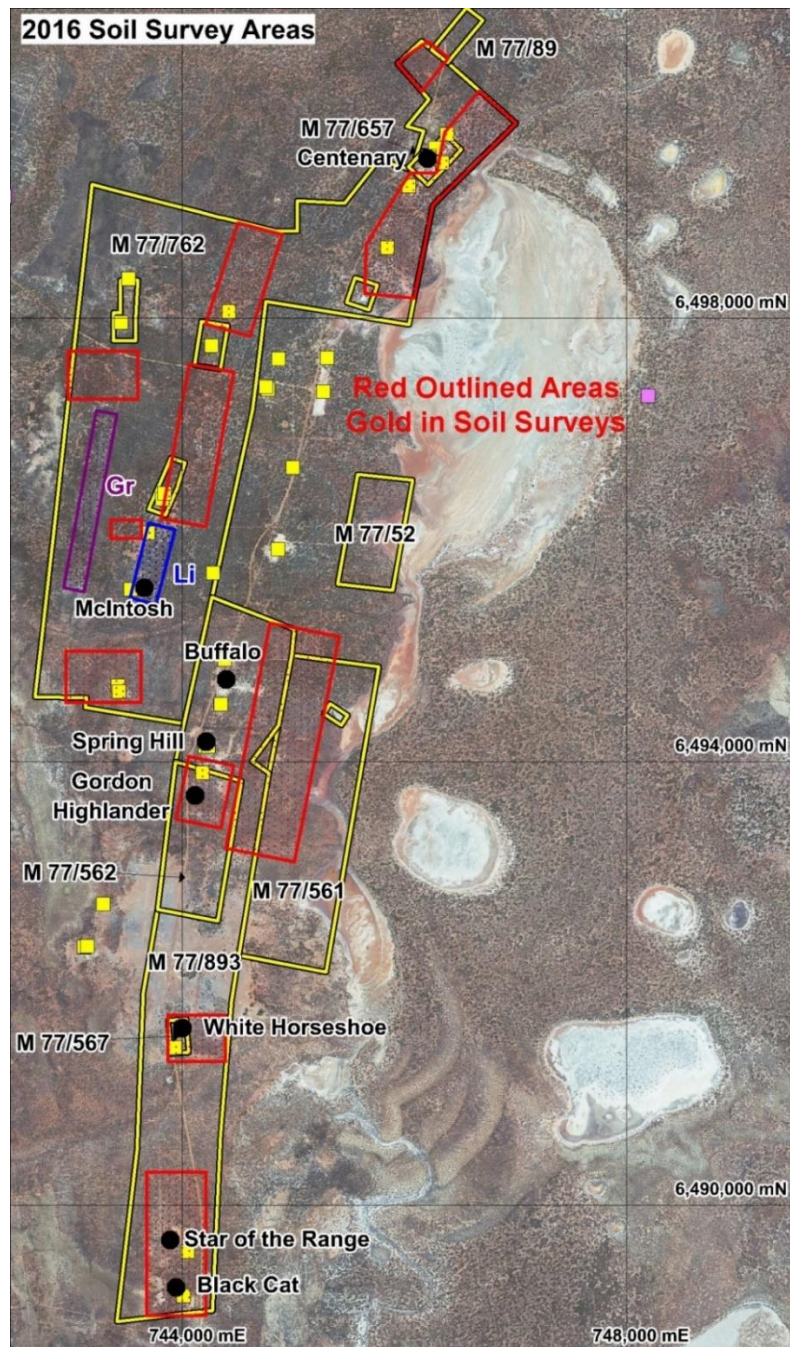 2016 Soil Survey Areas
M 77/89
M 77/657
Centenary
M 77/762
6,498,000 mN
Red Outlined Areas
Gold in Soil Surveys
Gr
M 77/52
Li
McIntosh
Buffalo
Spring Hill
6,494,000 mN
Gordon
Highlander
M 77/562
M 77/561
M 77/893
White Horseshoe
M 77/567
6,490,000 mN
Star of the Range
Black Cat
744,000 mE
748,000 mE